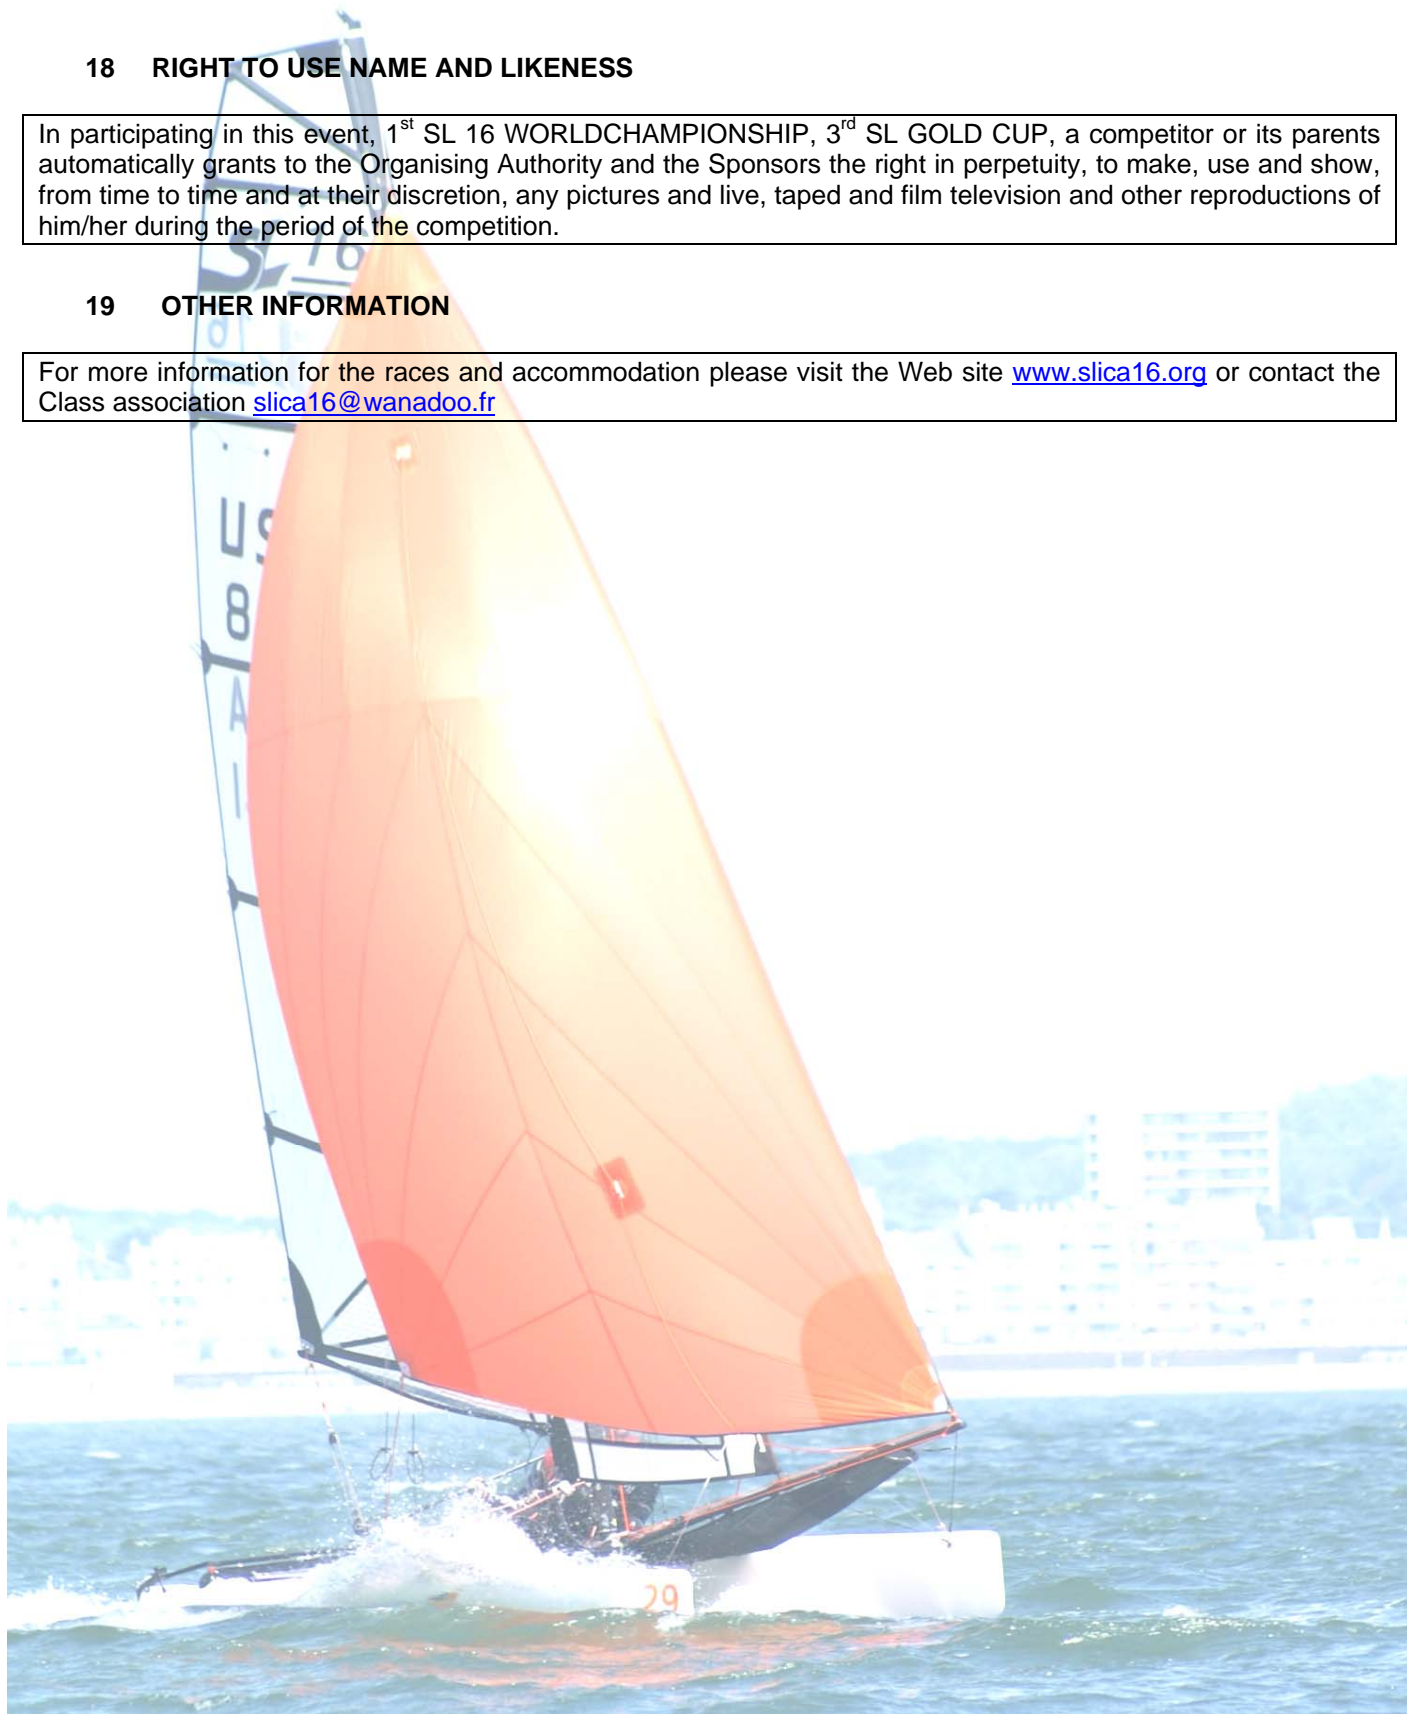 18 RIGHT TO USE NAME AND LIKENESS
In participating in this event, 1st SL 16 WORLDCHAMPIONSHIP, 3rd SL GOLD CUP, a competitor or its parents
automatically grants to the Organising Authority and the Sponsors the right in perpetuity, to make, use and show,
from time to time and at their discretion, any pictures and live, taped and film television and other reproductions of
him/her during the period of the competition.
SL 16
19 OTHER INFORMATION
For more information for the races and accommodation please visit the Web site www.slica16.org or contact the
Class association slica16@wanadoo.fr
US
8
29